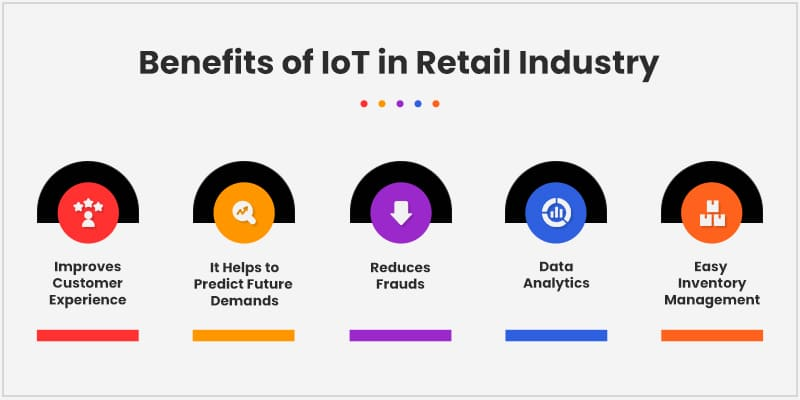 Benefits of IoT in Retail Industry
Improves
Customer
Experience
It Helps to
Predict Future
Demands
Reduces
Frauds
Data
Analytics
Easy
Inventory
Management